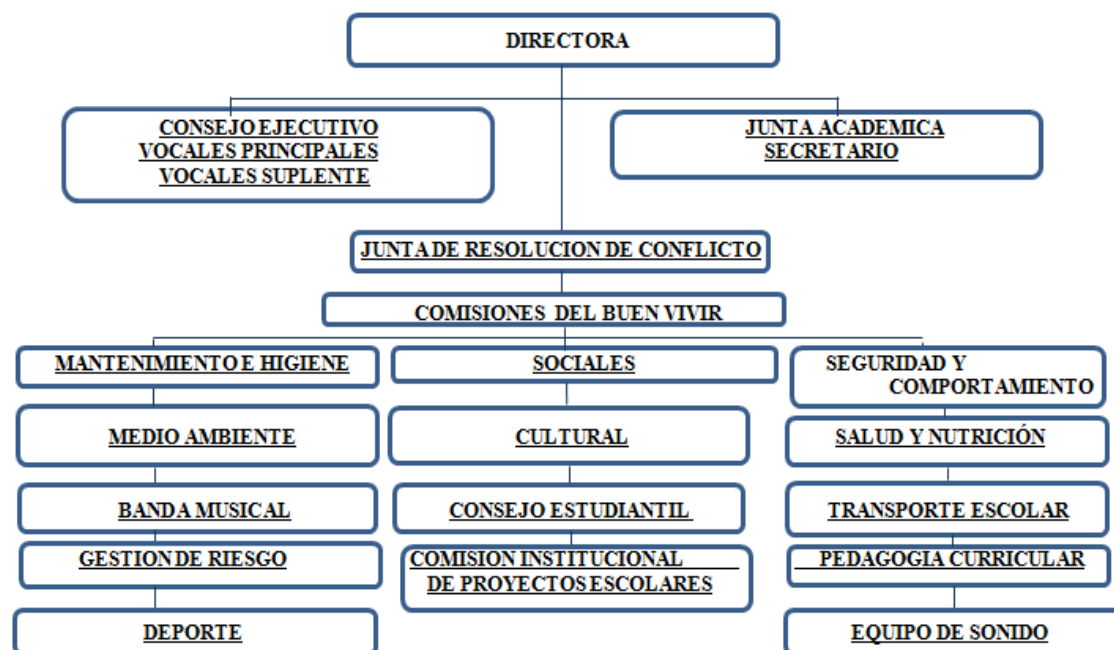 DIRECTORA
CONSEJO EJECUTIVO
VOCALES PRINCIPALES
VOCALES SUPLENTE
JUNTA ACADEMICA
SECRETARIO
JUNTA DE RESOLUCION DE CONFLICTO
COMISIONES DEL BUEN VIVIR
MANTENIMIENTO E HIGIENE
MEDIO AMBIENTE
BANDA MUSICAL
GESTION DE RIESGO
DEPORTE
SOCIALES
CULTURAL
CONSEJO ESTUDIANTIL
COMISION INSTITUCIONAL
DE PROYECTOS ESCOLARES
SEGURIDAD Y
COMPORTAMIENTO
SALUD Y NUTRICIÓN
TRANSPORTE ESCOLAR
PEDAGOGIA CURRICULAR
EQUIPO DE SONIDO